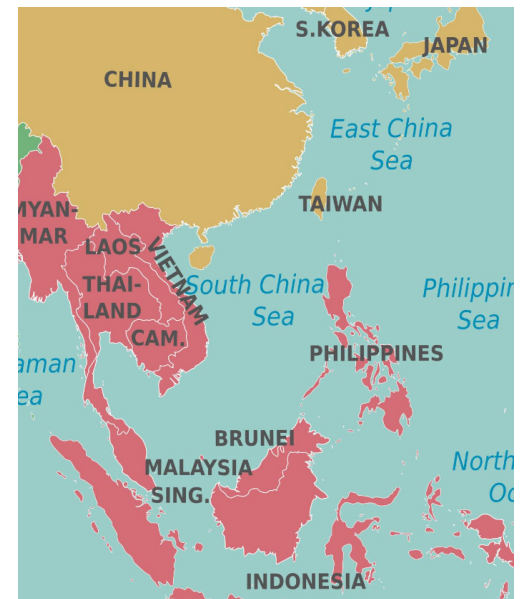 S.KOREA
JAPAN
CHINA
East China
Sea
TAIWAN
MYAN-
MAR
LAOS
VIETNAM
South China
Sea
THAI-
LAND
Philippin
Sea
CAM.
PHILIPPINES
aman
ea
BRUNEI
MALAYSIA
SING.
North
Oc
INDONESIA